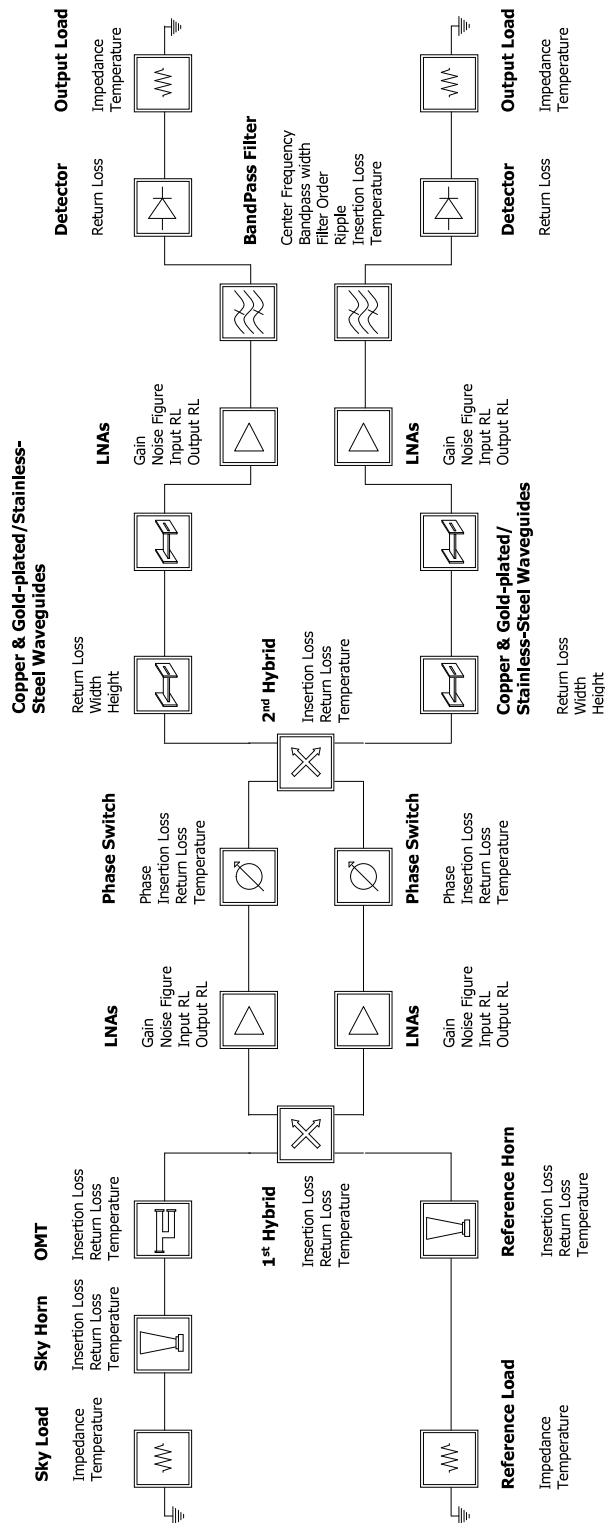 Sky Load
Impedance
Temperature
Sky Horn
Insertion Loss
Return Loss
Temperature
OMT
Insertion Loss
Return Loss
Temperature
1st Hybrid
Insertion Loss
Return Loss
Temperature
Reference Load
Impedance
Temperature
Reference Horn
Insertion Loss
Return Loss
Temperature
LNAs
Gain
Noise Figure
Input RL
Output RL
LNAs
Gain
Noise Figure
Input RL
Output RL
Phase Switch
Phase
Insertion Loss
Return Loss
Temperature
Phase Switch
Phase
Insertion Loss
Return Loss
Temperature
2nd Hybrid
Insertion Loss
Return Loss
Temperature
Copper & Gold-plated/Stainless-
Steel Waveguides
Return Loss
Width
Height
Copper & Gold-plated/
Stainless-Steel Waveguides
Return Loss
Width
Height
LNAs
Gain
Noise Figure
Input RL
Output RL
LNAs
Gain
Noise Figure
Input RL
Output RL
BandPass Filter
Center Frequency
Bandpass width
Filter Order
Ripple
Insertion Loss
Temperature
Detector
Return Loss
Output Load
Impedance
Temperature
Detector
Return Loss
Output Load
Impedance
Temperature